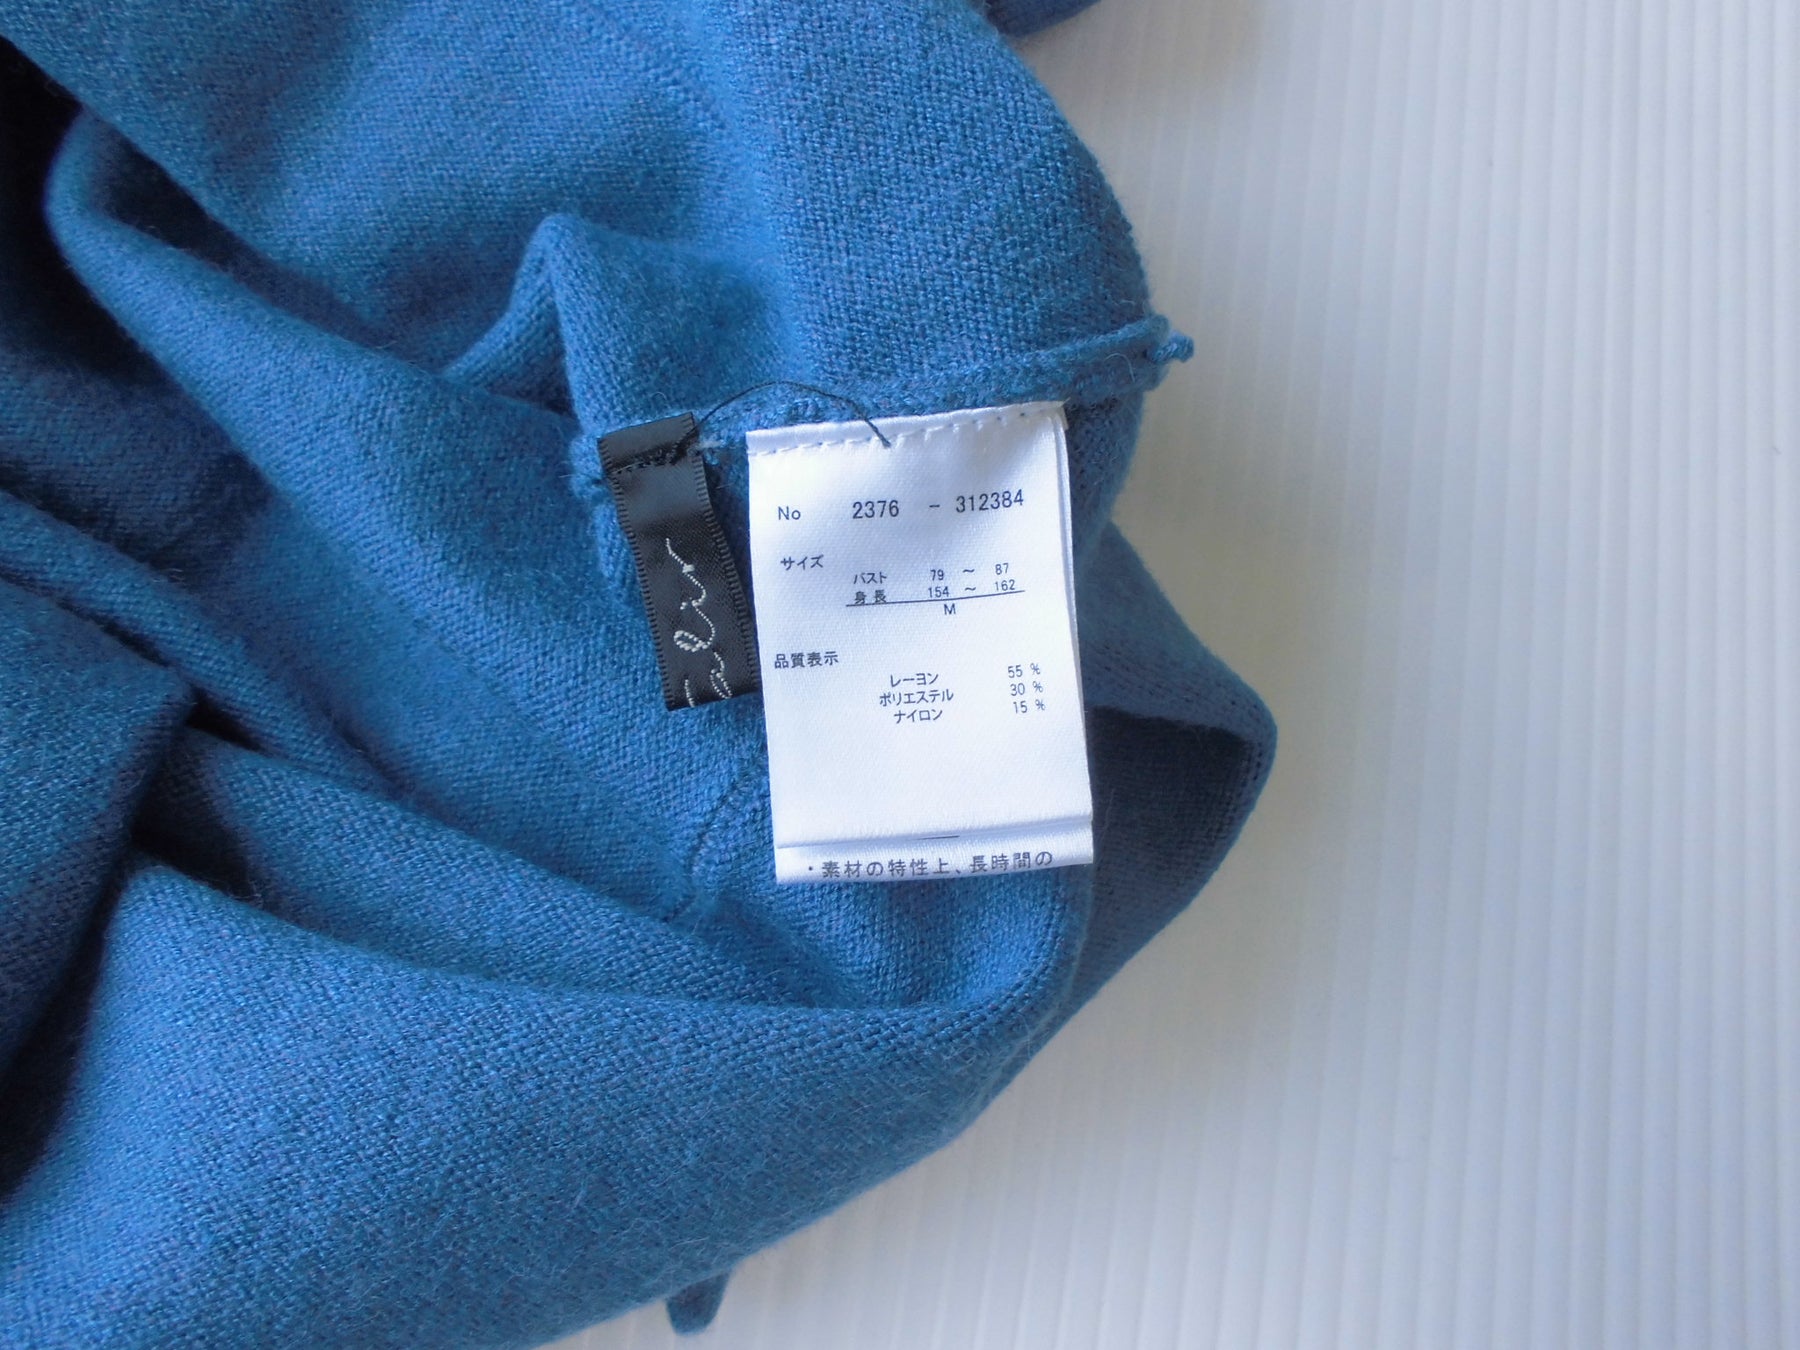 No 2376 - 312384
サイズ
バスト 79 ～ 87
身長 154 ～ 162
M
品質表示
レーヨン 55 %
ポリエステル 30 %
ナイロン 15 %
・素材の特性上、長時間の